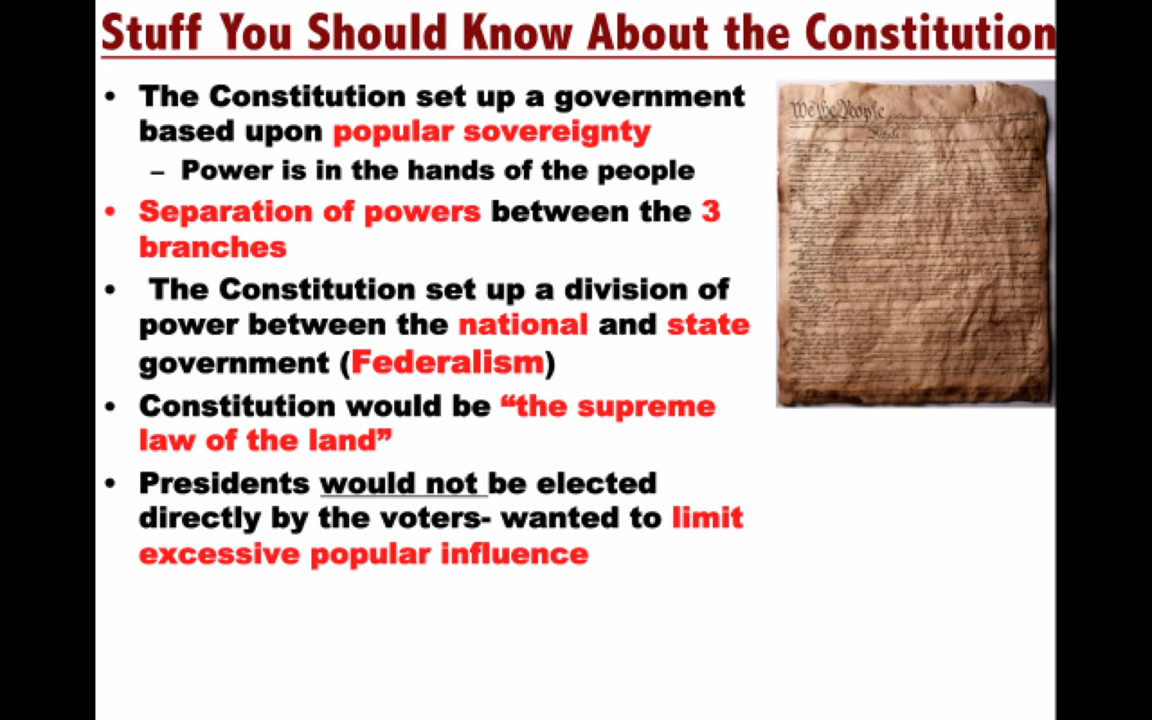 Stuff You Should Know About the Constitution
• The Constitution set up a government
based upon popular sovereignty
– Power is in the hands of the people
• Separation of powers between the 3
branches
• The Constitution set up a division of
power between the national and state
government (Federalism)
• Constitution would be “the supreme
law of the land”
• Presidents would not be elected
directly by the voters- wanted to limit
excessive popular influence
We the People